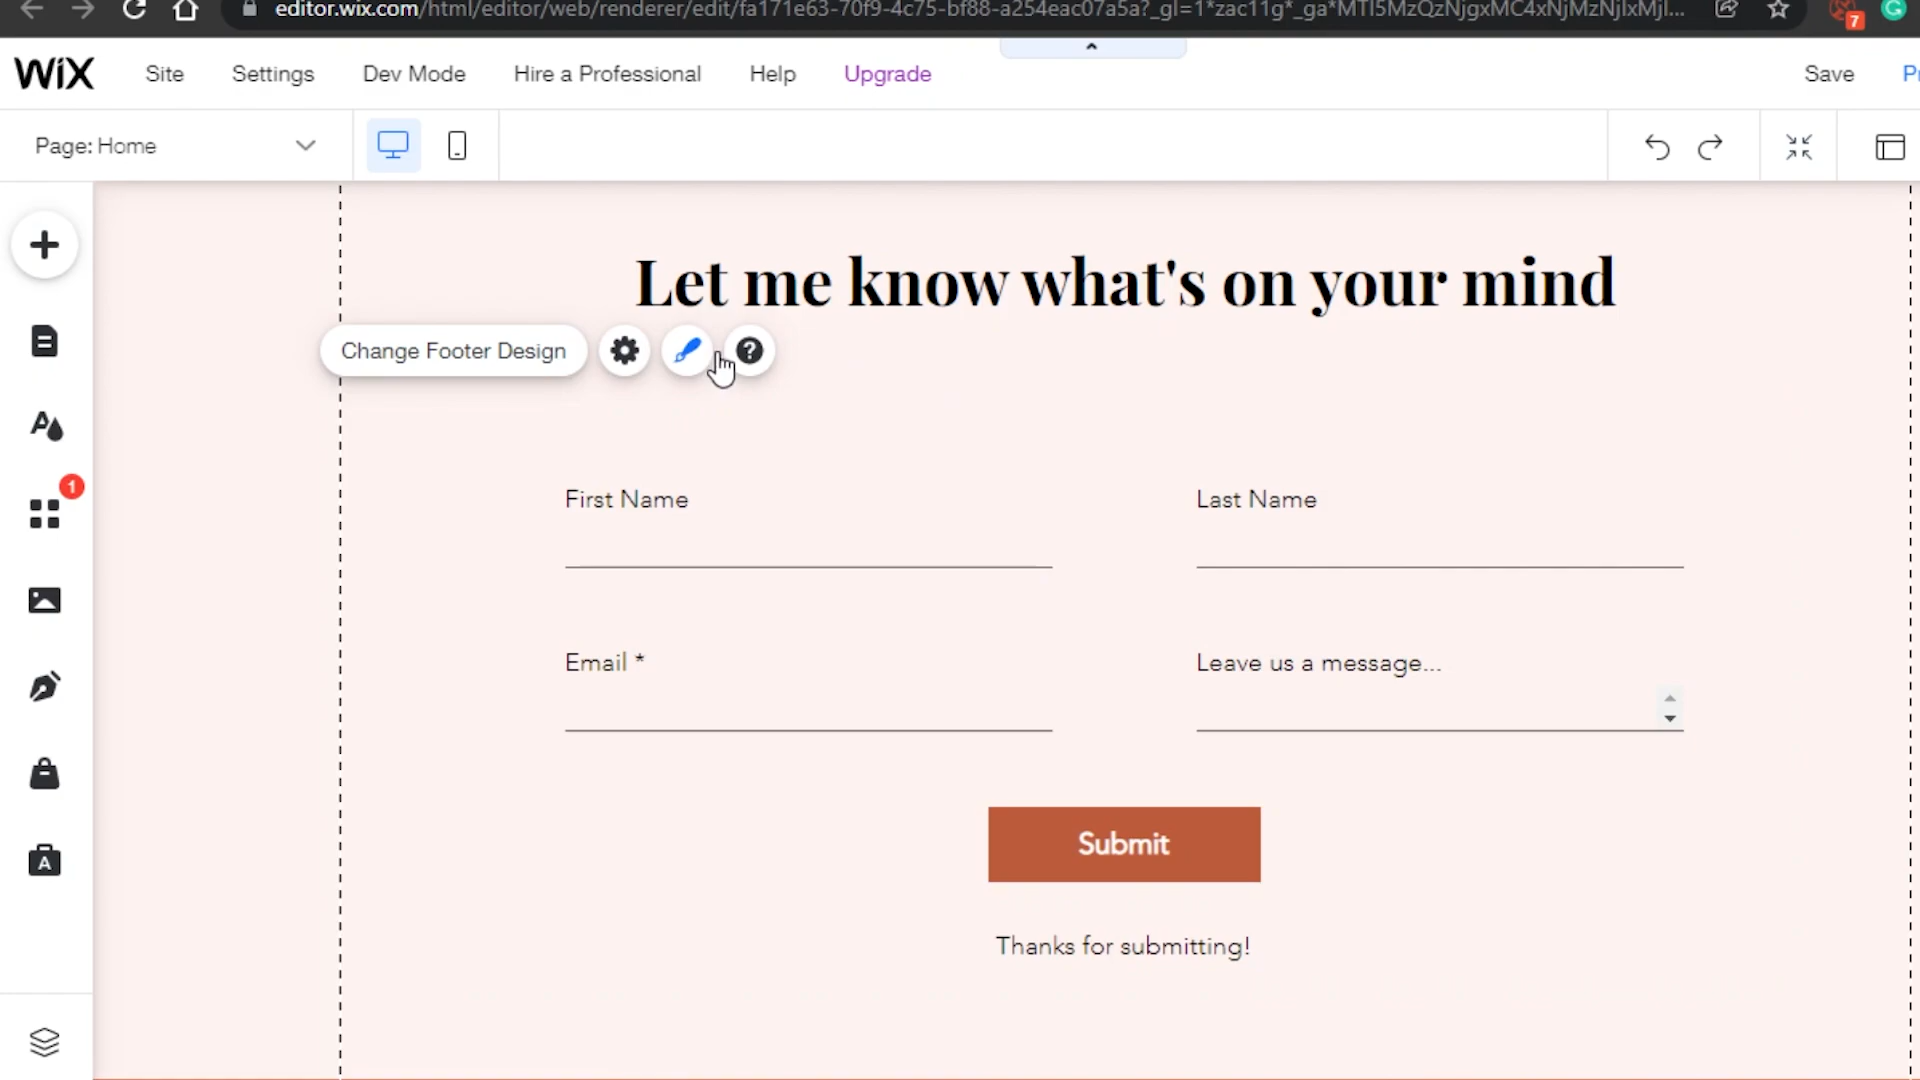 editor.wix.com/html/editor/web/renderer/edit/fa171e63-70f9-4c75-bf88-a254eac07a5a?_gl=1*zac11g*_ga*MTI5MzQzNjgxMC4xNjMzNjIxMjI...
7
G
WiX
Site
Settings
Dev Mode
Hire a Professional
Help
Upgrade
Save
Page: Home
Let me know what's on your mind
Change Footer Design
?
First Name
Last Name
1
Email *
Leave us a message...
Submit
A
Thanks for submitting!